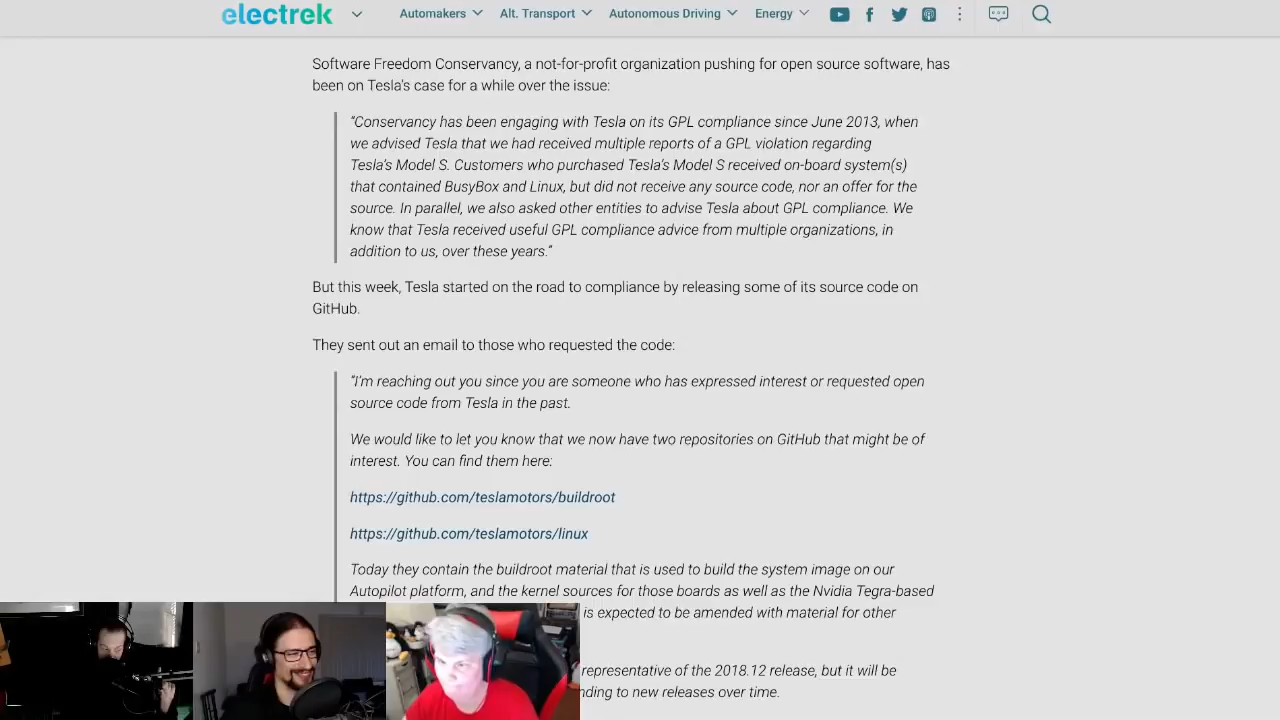 electrek
Automakers Alt. Transport Autonomous Driving Energy
Software Freedom Conservancy, a not-for-profit organization pushing for open source software, has
been on Tesla's case for a while over the issue:
“Conservancy has been engaging with Tesla on its GPL compliance since June 2013, when
we advised Tesla that we had received multiple reports of a GPL violation regarding
Tesla's Model S. Customers who purchased Tesla's Model S received on-board system(s)
that contained BusyBox and Linux, but did not receive any source code, nor an offer for the
source. In parallel, we also asked other entities to advise Tesla about GPL compliance. We
know that Tesla received useful GPL compliance advice from multiple organizations, in
addition to us, over these years.”
But this week, Tesla started on the road to compliance by releasing some of its source code on
GitHub.
They sent out an email to those who requested the code:
“I'm reaching out you since you are someone who has expressed interest or requested open
source code from Tesla in the past.
We would like to let you know that we now have two repositories on GitHub that might be of
interest. You can find them here:
https://github.com/teslamotors/buildroot
https://github.com/teslamotors/linux
Today they contain the buildroot material that is used to build the system image on our
Autopilot platform, and the kernel sources for those boards as well as the Nvidia Tegra-based
is expected to be amended with material for other
representative of the 2018.12 release, but it will be
to new releases over time.